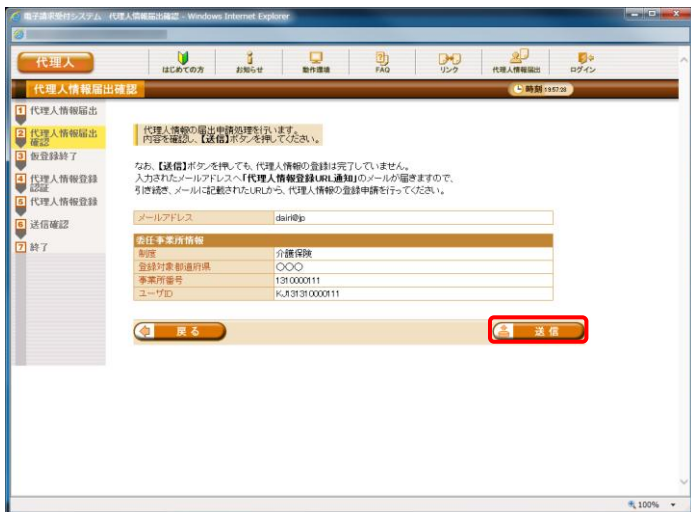 電子請求受付システム 代理人情報届出確認 - Windows Internet Explorer
代理人
はじめての方 お知らせ 動作環境 FAQ リンク 代理人情報届出 ログイン
代理人情報届出確認
時刻 19:57:28
1 代理人情報届出
2 代理人情報届出確認
3 仮登録終了
4 代理人情報登録認証
5 代理人情報登録
6 送信確認
7 終了
代理人情報の届出申請処理を行います。
内容を確認し、【送信】ボタンを押してください。
なお、【送信】ボタンを押しても、代理人情報の登録は完了していません。
入力されたメールアドレスへ「代理人情報登録URL通知」のメールが届きますので、
引き続き、メールに記載されたURLから、代理人情報の登録申請を行ってください。
メールアドレス dairi@jp
委任事業所情報
制度 介護保険
登録対象都道府県 〇〇〇
事業所番号 1310000111
ユーザID KJ131310000111
戻る
送信
100%